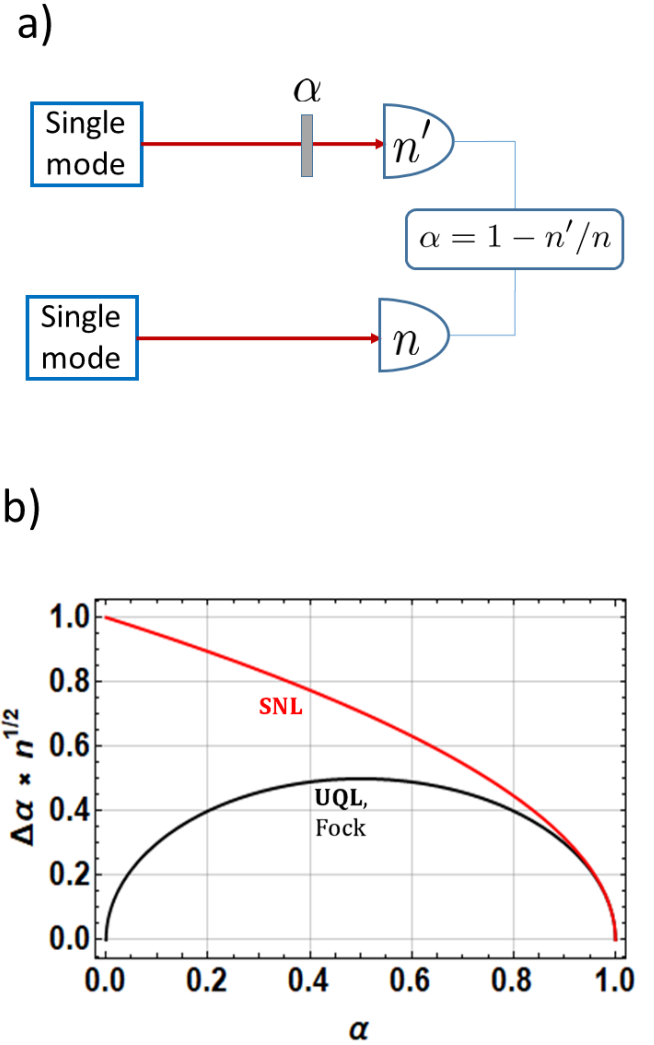 a)
α
Single
mode
n′
α = 1 − n′/n
Single
mode
n
b)
Δα × n^{1/2}
1.0
0.8
0.6
0.4
0.2
0.0
SNL
UQL,
Fock
0.0 0.2 0.4 0.6 0.8 1.0
α